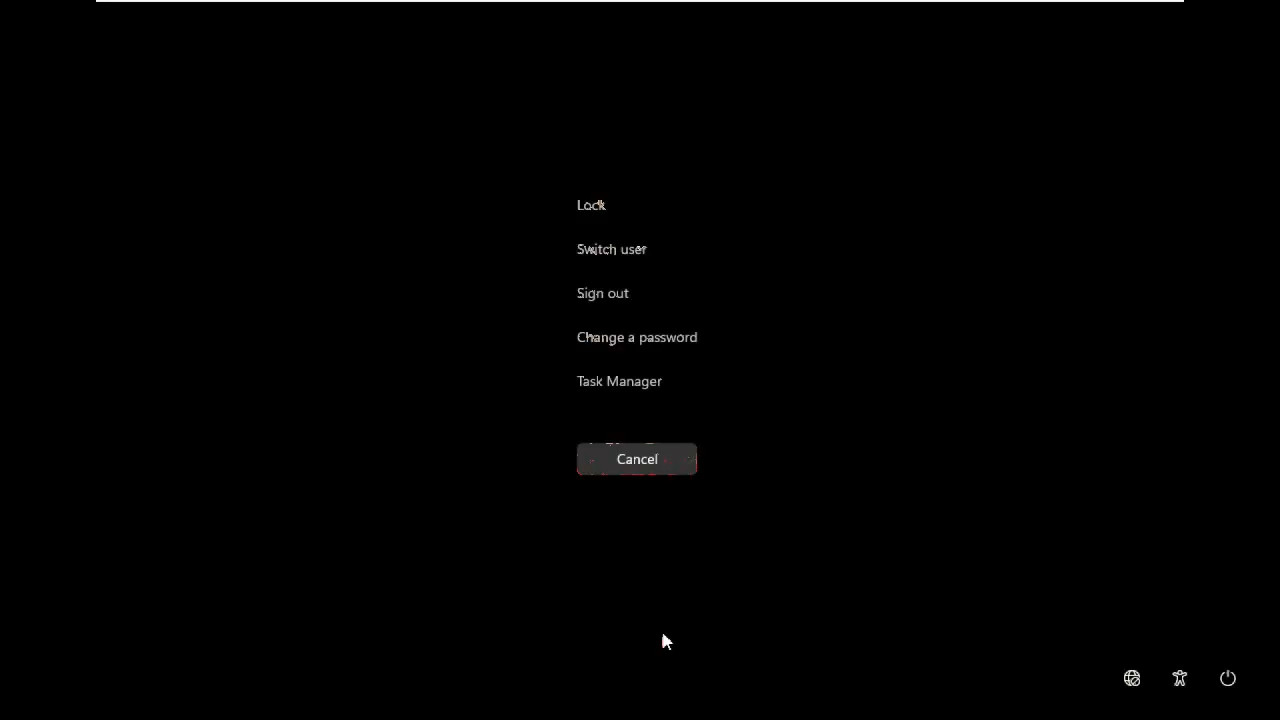 Lock
Switch user
Sign out
Change a password
Task Manager
Cancel